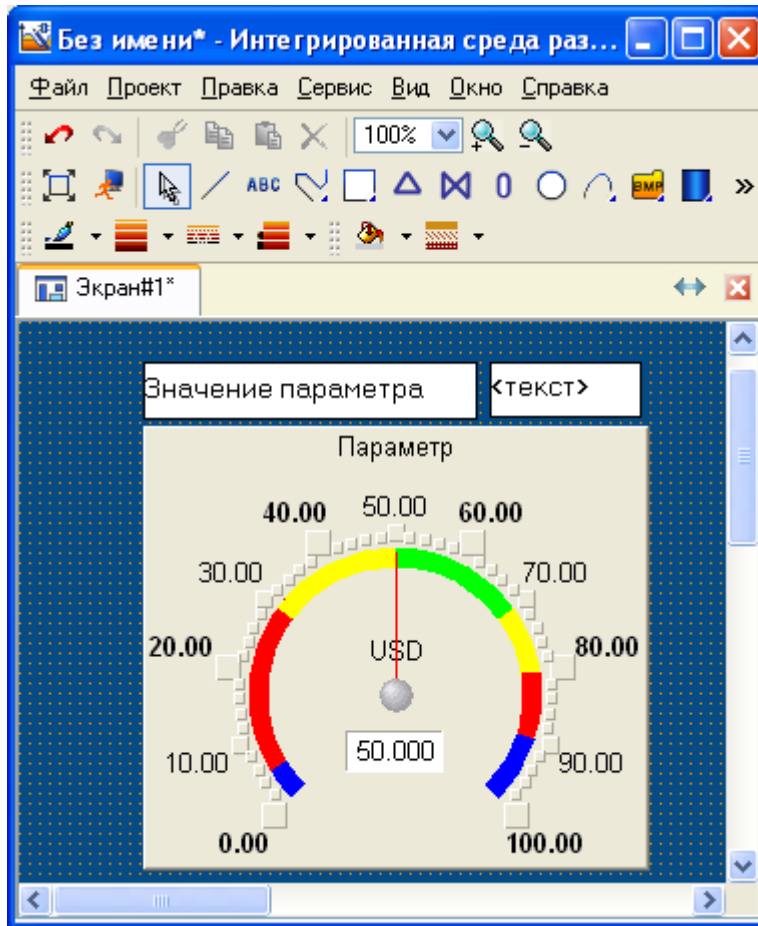 Без имени* - Интегрированная среда раз...
Файл Проект Правка Сервис Вид Окно Справка
100%
ABC BMP »
Экран#1*
Значение параметра <текст>
Параметр
50.00
40.00 60.00
30.00 70.00
USD
20.00 80.00
50.000
10.00 90.00
0.00 100.00